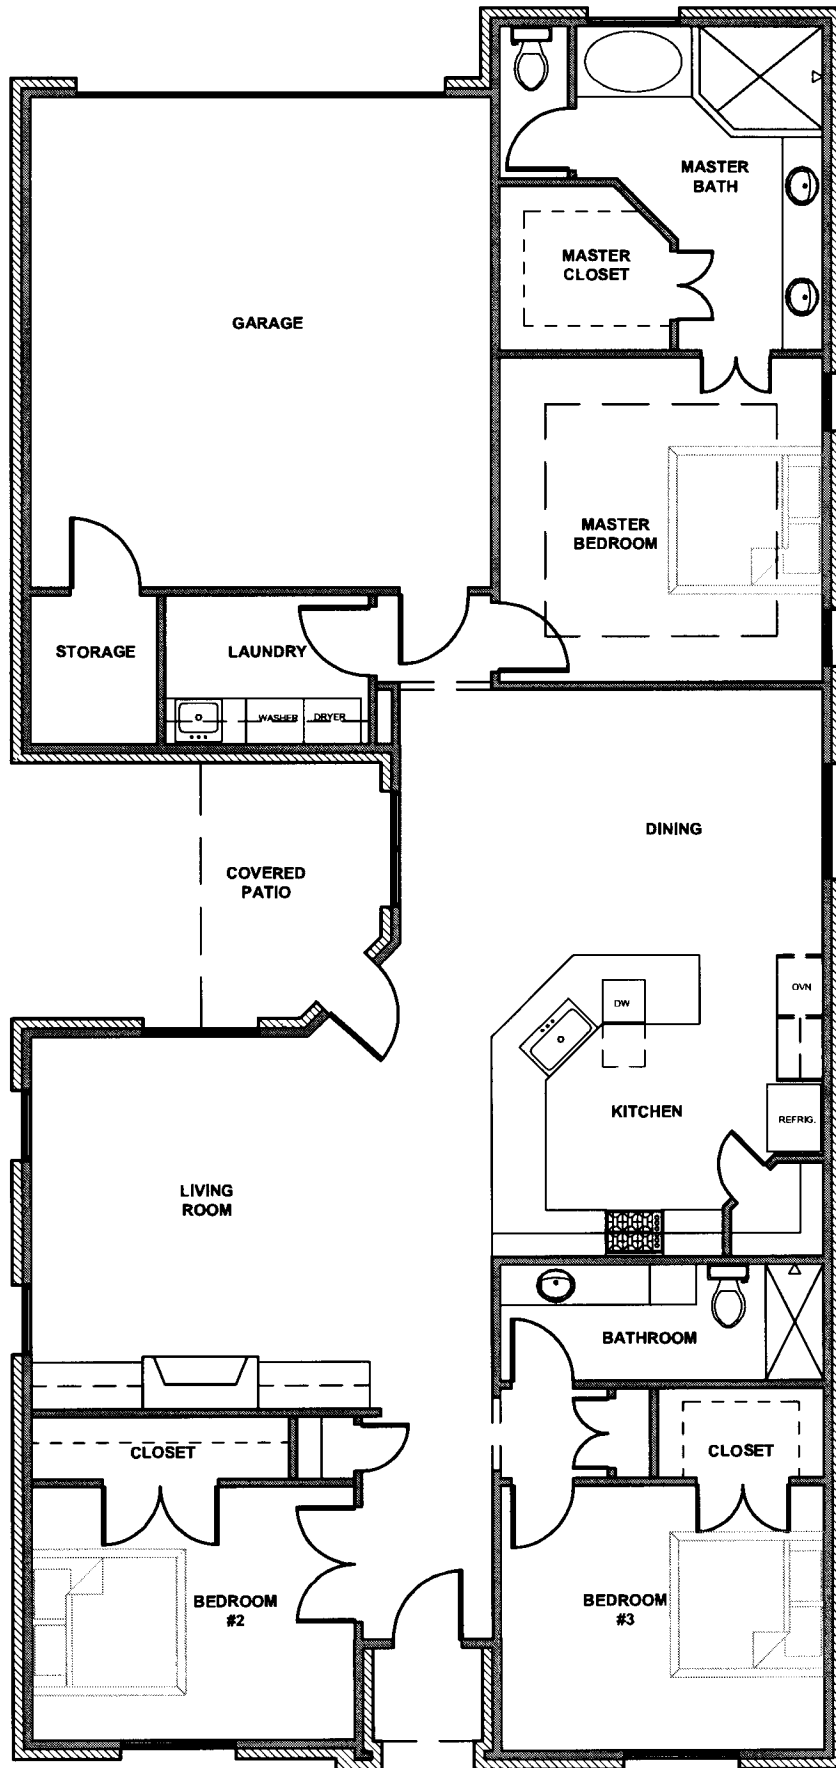 MASTER
BATH
MASTER
CLOSET
GARAGE
MASTER
BEDROOM
STORAGE
LAUNDRY
WASHER
DRYER
DINING
COVERED
PATIO
OVN
DW
KITCHEN
REFRIG.
LIVING
ROOM
BATHROOM
CLOSET
CLOSET
BEDROOM
#2
BEDROOM
#3